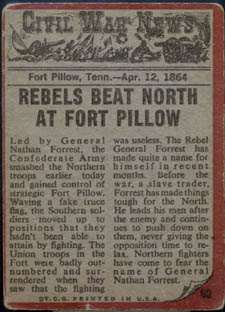 CIVIL WAR NEWS
Fort Pillow, Tenn.—Apr. 12, 1864
REBELS BEAT NORTH
AT FORT PILLOW
Led by General
Nathan Forrest, the
Confederate Army
smashed the Northern
troops earlier today
and gained control of
strategic Fort Pillow.
Waving a fake truce
flag, the Southern sol-
diers moved up to
positions that they
hadn't been able to
attain by fighting. The
Union troops in the
Fort were badly out-
numbered and sur-
rendered when they
saw that the fighting
was useless. The Rebel
General Forrest has
made quite a name for
himself in recent
months. Before the
war, a slave trader,
Forrest has made things
tough for the North.
He leads his men after
the enemy and contin-
ues to push down on
them, never giving the
opposition time to re-
lax. Northern fighters
have come to fear the
name of General
Nathan Forrest.
60
©T.C.G. PRINTED IN U.S.A.